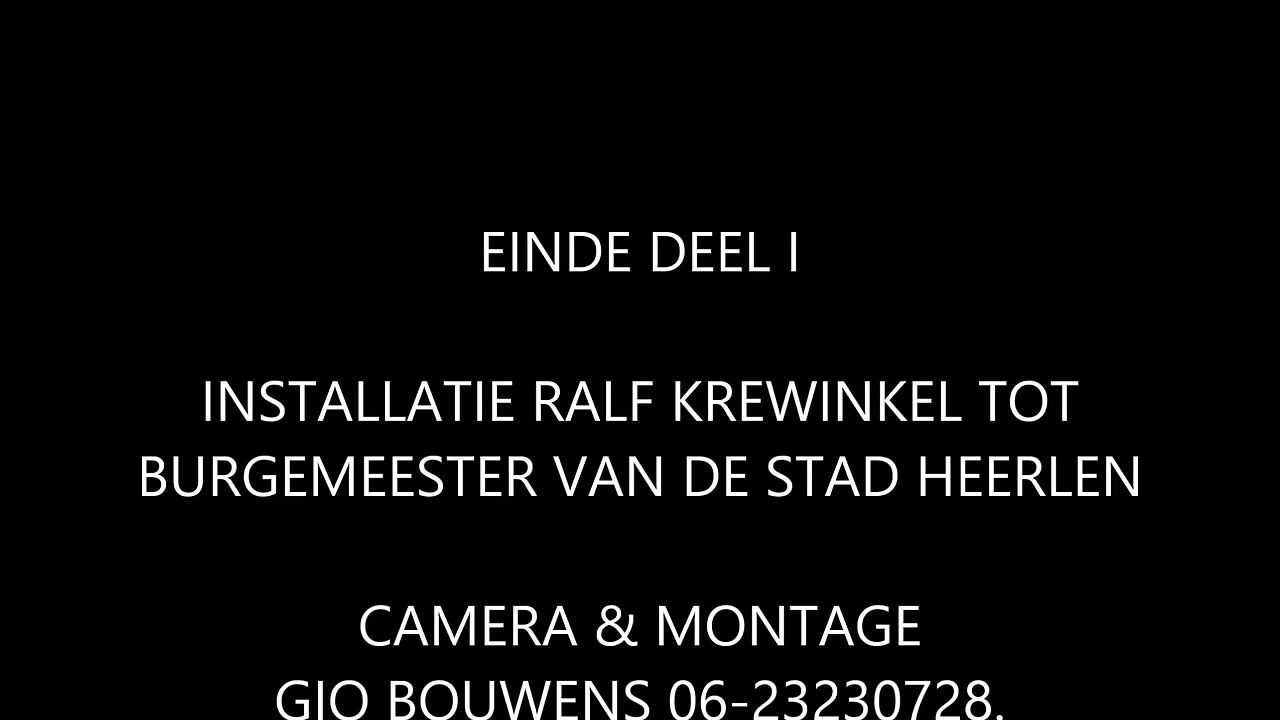 EINDE DEEL I
INSTALLATIE RALF KREWINKEL TOT
BURGEMEESTER VAN DE STAD HEERLEN
CAMERA & MONTAGE
GIO BOUWENS 06-23230728.